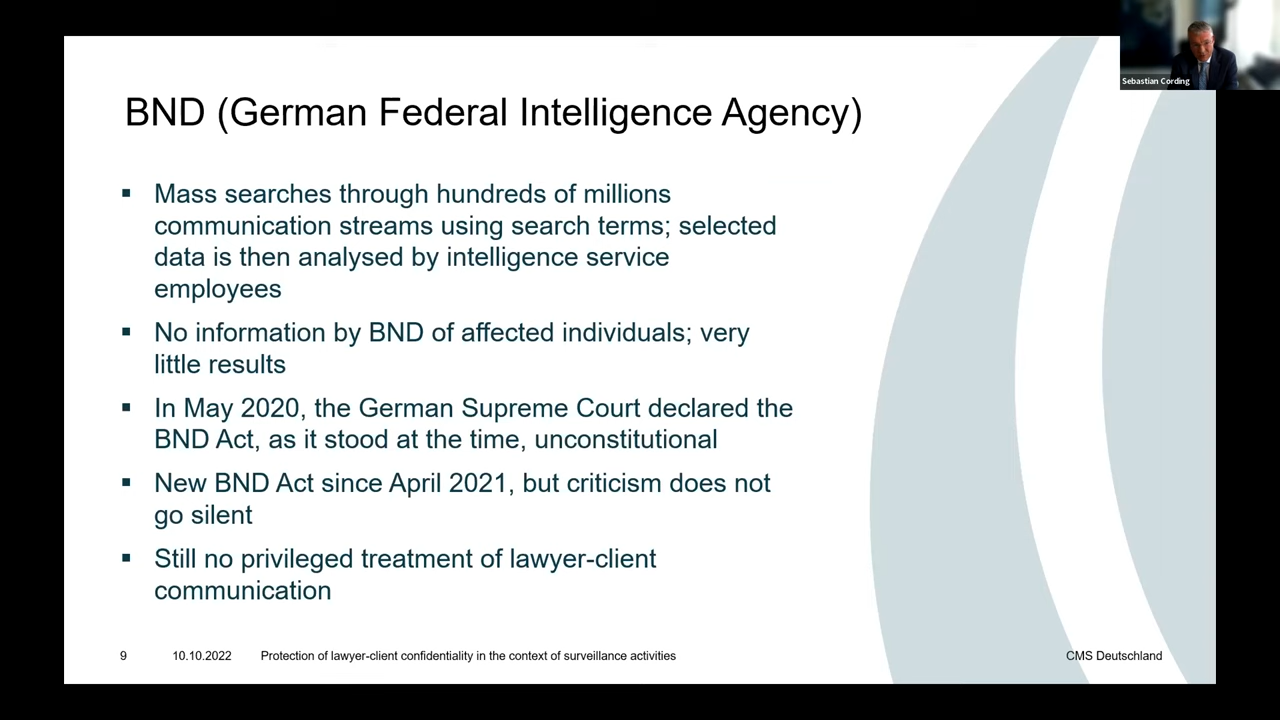 Sebastian Cording
BND (German Federal Intelligence Agency)
▪ Mass searches through hundreds of millions
communication streams using search terms; selected
data is then analysed by intelligence service
employees
▪ No information by BND of affected individuals; very
little results
▪ In May 2020, the German Supreme Court declared the
BND Act, as it stood at the time, unconstitutional
▪ New BND Act since April 2021, but criticism does not
go silent
▪ Still no privileged treatment of lawyer-client
communication
9 10.10.2022 Protection of lawyer-client confidentiality in the context of surveillance activities CMS Deutschland